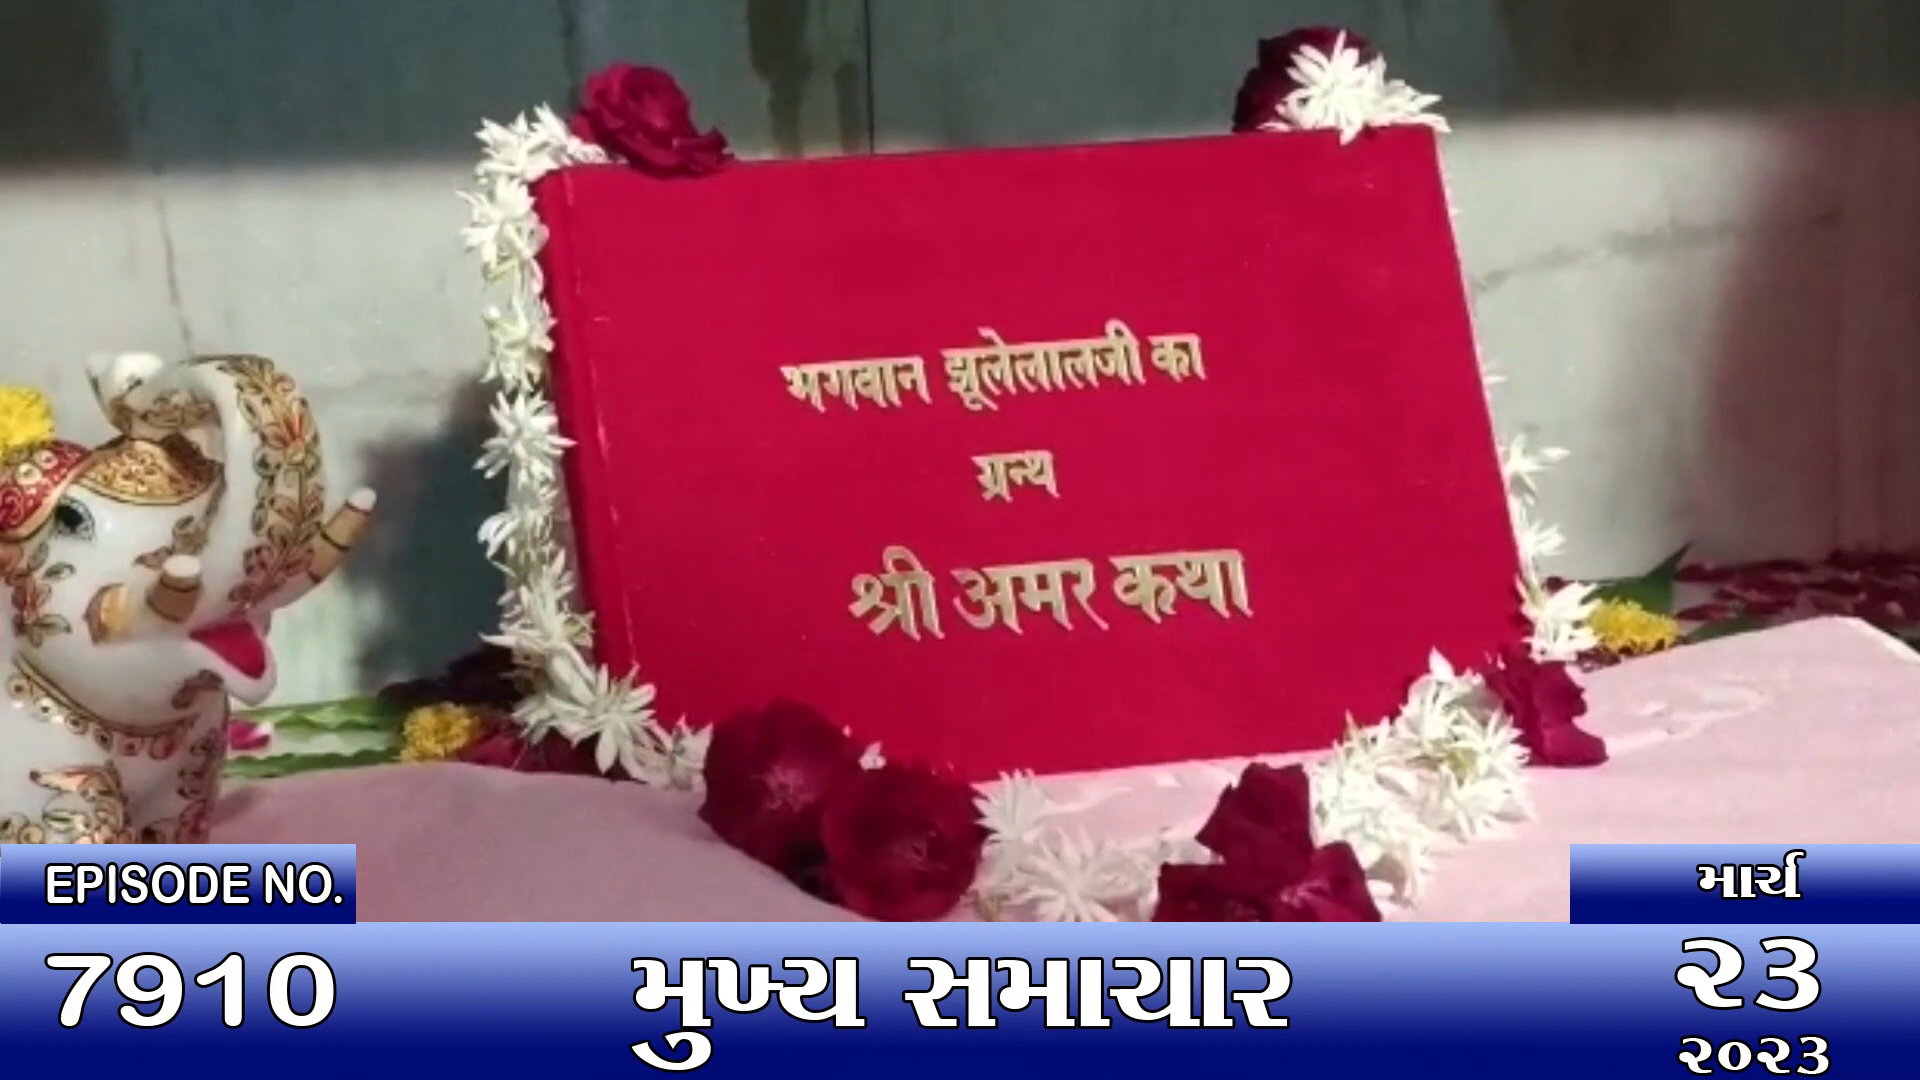 भगवान झूलेलालजी का
ग्रन्थ
श्री अमर कथा
EPISODE NO.
7910
મુખ્ય સમાચાર
માર્ચ
૨૩
૨૦૨૩